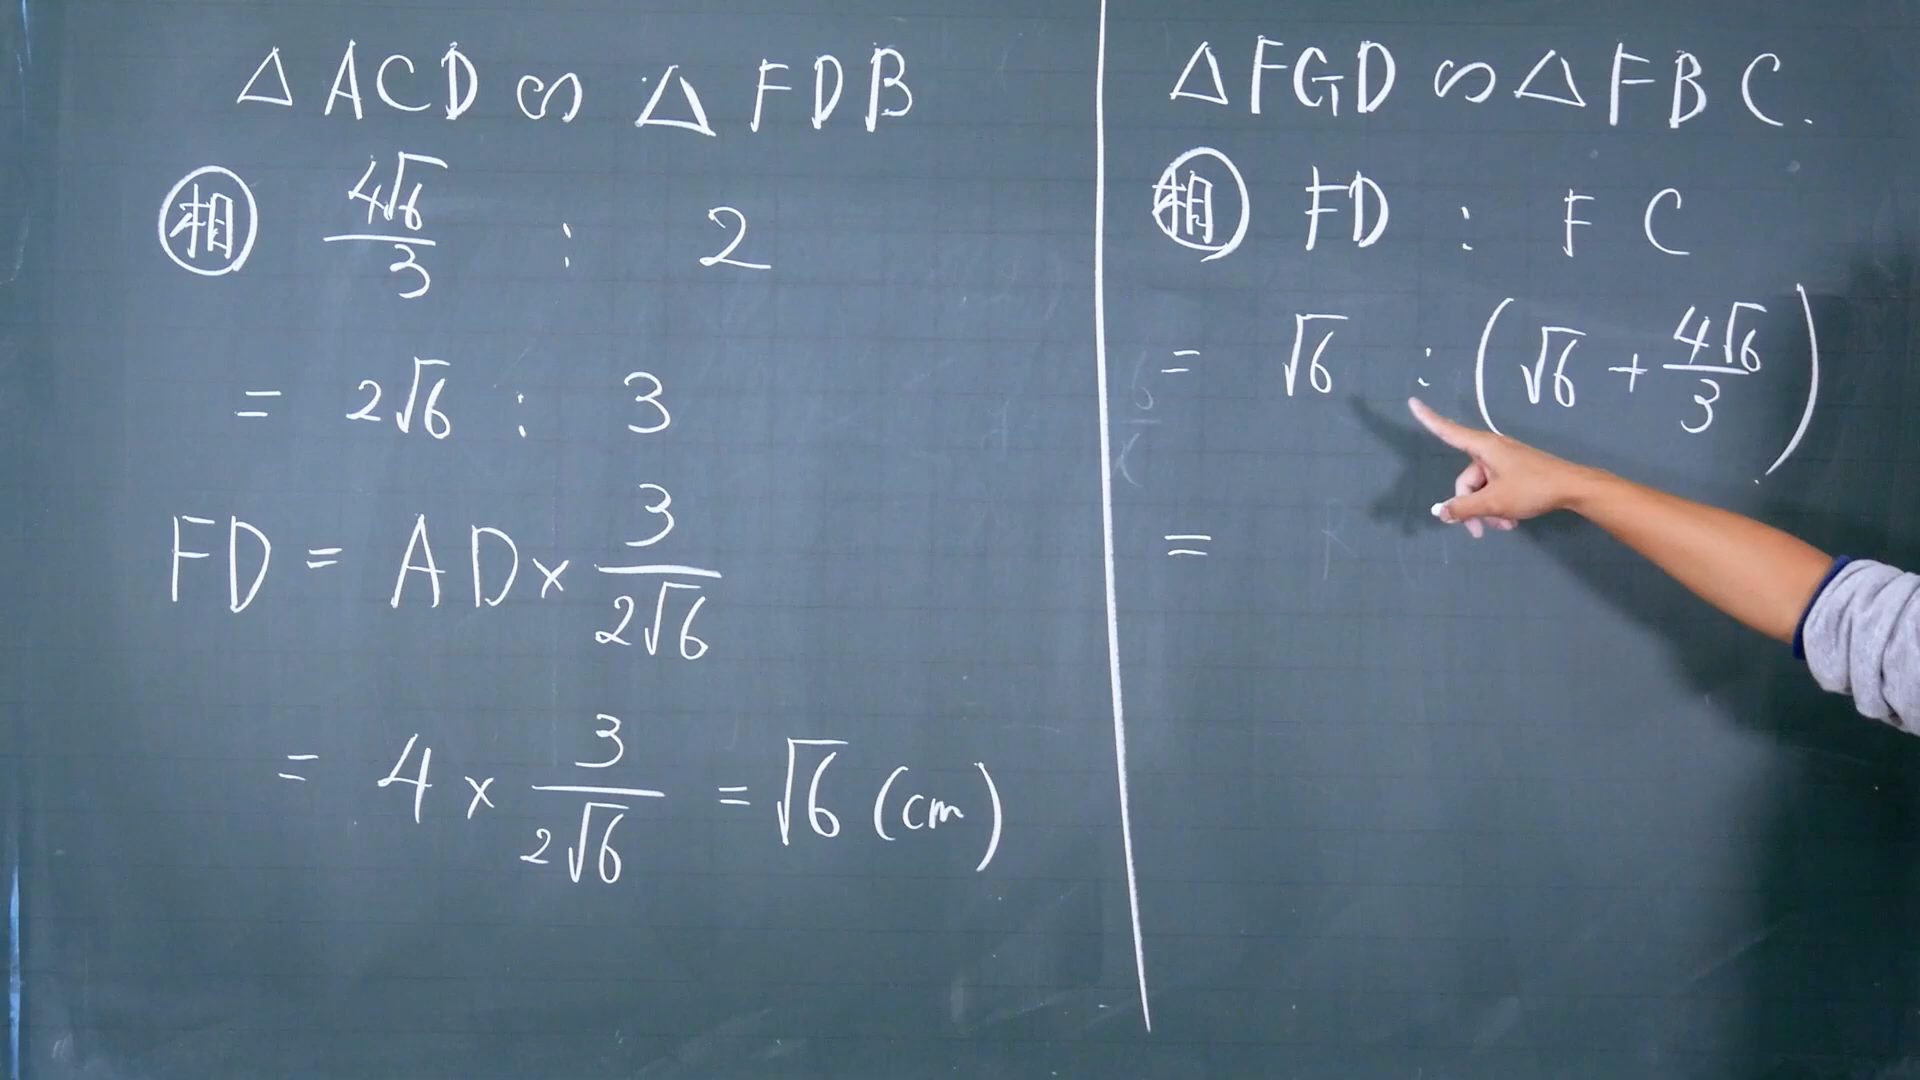 △ACD ∽ △FDB
㊞相 4√6/3 : 2
= 2√6 : 3
FD = AD × 3/2√6
= 4 × 3/2√6 = √6 (cm)
△FGD ∽ △FBC.
相 FD : FC
= √6 : (√6 + 4√6/3)
=